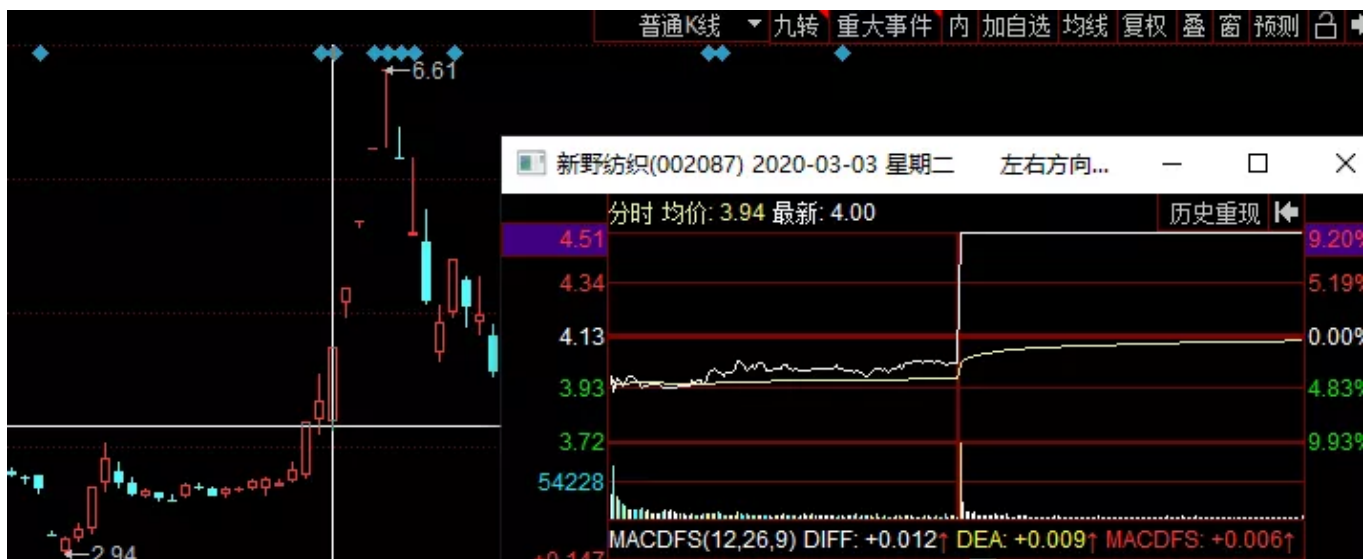 普通K线 九转 重大事件 内 加自选 均线 复权 叠 窗 预测
6.61
新野纺织(002087) 2020-03-03 星期二 左右方向...
分时 均价: 3.94 最新: 4.00 历史重现
4.51 9.20%
4.34 5.19%
4.13 0.00%
3.93 4.83%
3.72 9.93%
54228
MACDFS(12,26,9) DIFF: +0.012↑ DEA: +0.009↑ MACDFS: +0.006↑
2.94